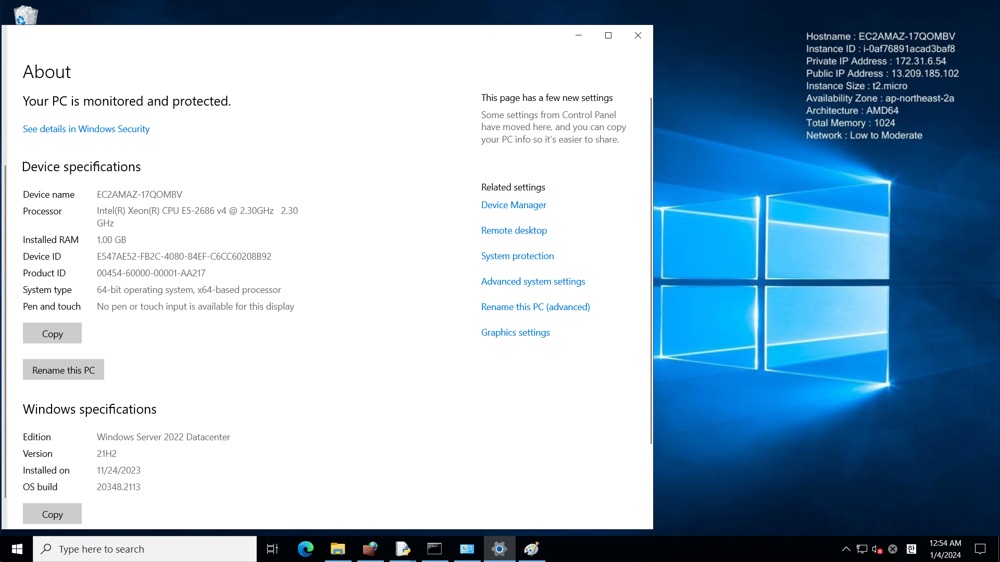 Hostname : EC2AMAZ-17QOMBV
Instance ID : i-0af76891acad3baf8
Private IP Address : 172.31.6.54
Public IP Address : 13.209.185.102
Instance Size : t2.micro
Availability Zone : ap-northeast-2a
Architecture : AMD64
Total Memory : 1024
Network : Low to Moderate
About
Your PC is monitored and protected.
See details in Windows Security
Device specifications
Device name EC2AMAZ-17QOMBV
Processor Intel(R) Xeon(R) CPU E5-2686 v4 @ 2.30GHz 2.30
GHz
Installed RAM 1.00 GB
Device ID E547AE52-FB2C-4080-84EF-C6CC60208B92
Product ID 00454-60000-00001-AA217
System type 64-bit operating system, x64-based processor
Pen and touch No pen or touch input is available for this display
Copy
Rename this PC
Windows specifications
Edition Windows Server 2022 Datacenter
Version 21H2
Installed on 11/24/2023
OS build 20348.2113
Copy
This page has a few new settings
Some settings from Control Panel
have moved here, and you can copy
your PC info so it's easier to share.
Related settings
Device Manager
Remote desktop
System protection
Advanced system settings
Rename this PC (advanced)
Graphics settings
Type here to search
한
12:54 AM
1/4/2024